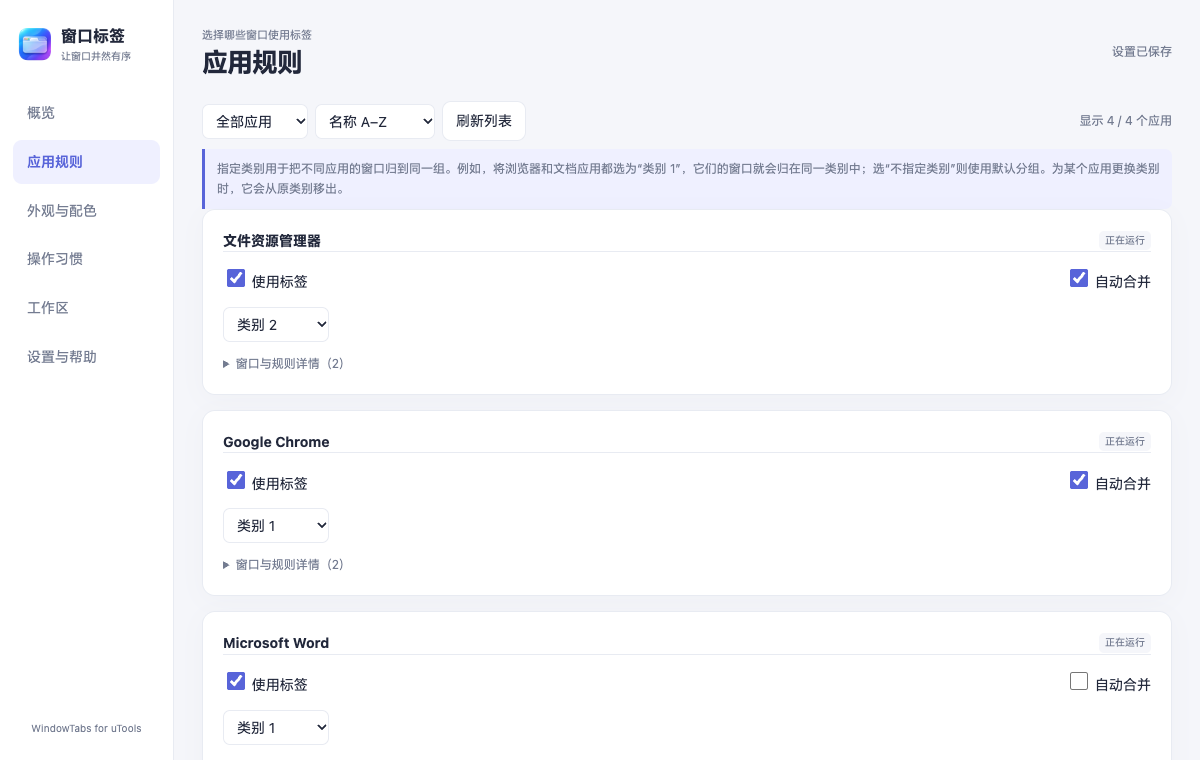 窗口标签
让窗口井然有序
概览
应用规则
外观与配色
操作习惯
工作区
设置与帮助
WindowTabs for uTools
选择哪些窗口使用标签
应用规则
设置已保存
全部应用 名称 A–Z 刷新列表 显示 4 / 4 个应用
指定类别用于把不同应用的窗口归到同一组。例如，将浏览器和文档应用都选为“类别 1”，它们的窗口就会归在同一类别中；选“不指定类别”则使用默认分组。为某个应用更换类别
时，它会从原类别移出。
文件资源管理器 正在运行
使用标签 自动合并
类别 2
窗口与规则详情（2）
Google Chrome 正在运行
使用标签 自动合并
类别 1
窗口与规则详情（2）
Microsoft Word 正在运行
使用标签 自动合并
类别 1